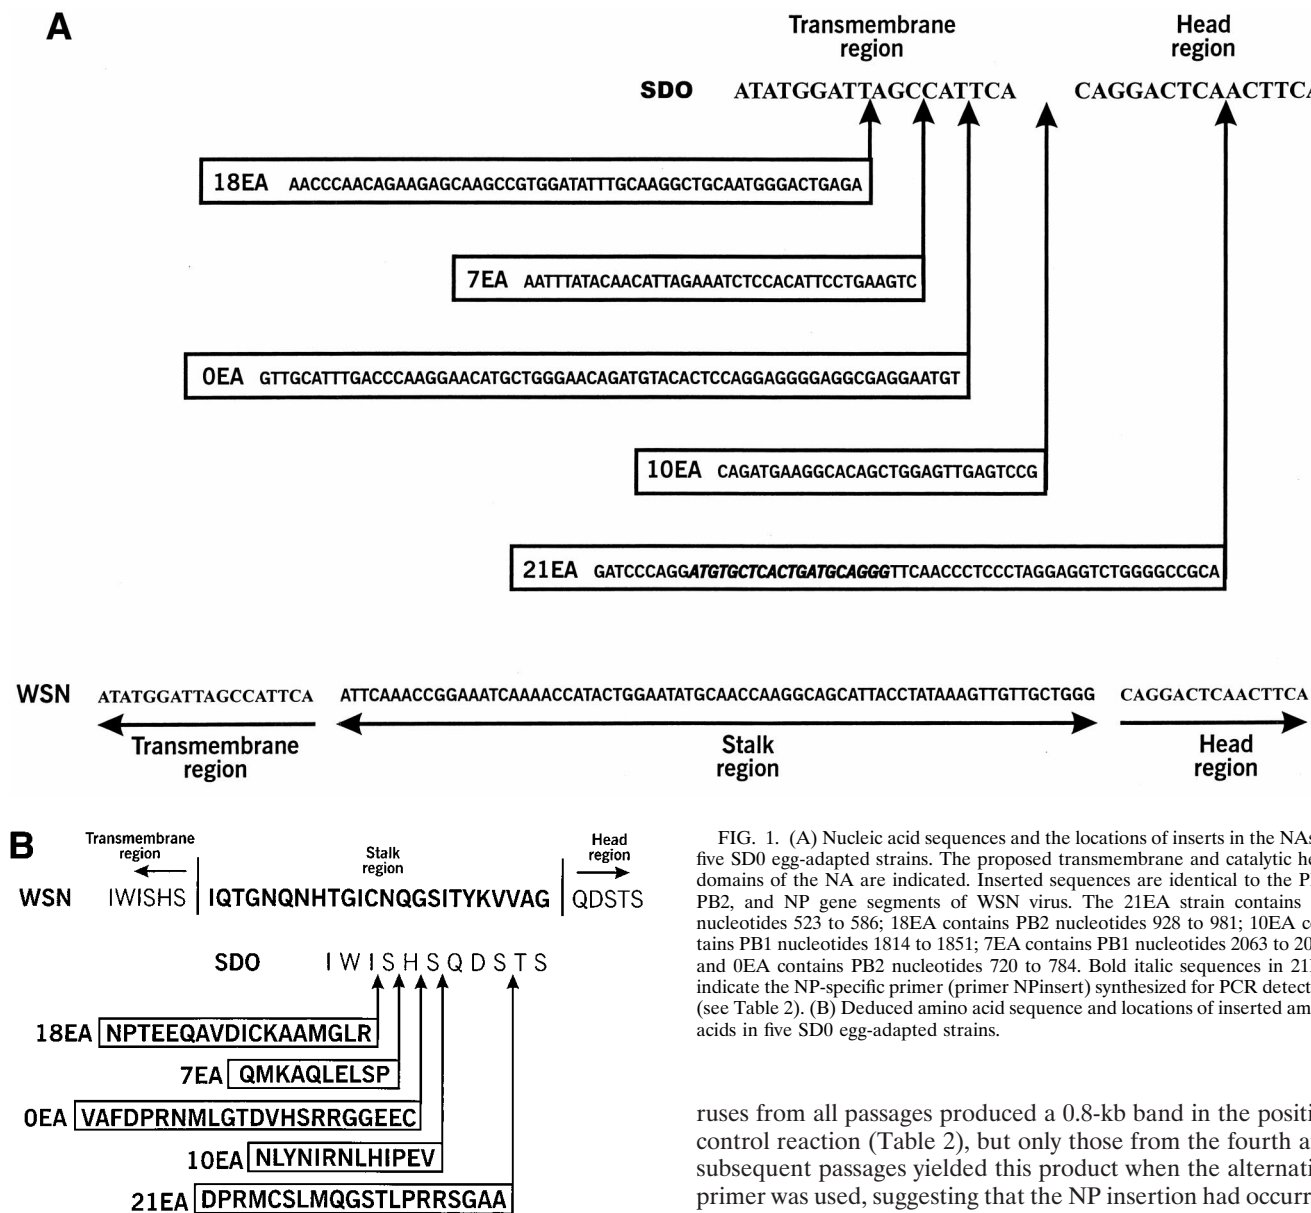 A
Transmembrane
region
Head
region
SDO ATATGGATTAGCCATTCA CAGGACTCAACTTCA
18EA AACCCAACAGAAGAGCAAGCCGTGGATATTTGCAAGGCTGCAATGGGACTGAGA
7EA AATTTATACAACATTAGAAATCTCCACATTCCTGAAGTC
0EA GTTGCATTTGACCCAAGGAACATGCTGGGAACAGATGTACACTCCAGGAGGGGAGGCGAGGAATGT
10EA CAGATGAAGGCACAGCTGGAGTTGAGTCCG
21EA GATCCCAGGATGTGCTCACTGATGCAGGGTTCAACCCTCCCTAGGAGGTCTGGGGCCGCA
WSN ATATGGATTAGCCATTCA ATTCAAACCGGAAATCAAAACCATACTGGAATATGCAACCAAGGCAGCATTACCTATAAAGTTGTTGCTGGG CAGGACTCAACTTCA
Transmembrane
region
Stalk
region
Head
region
B
Transmembrane
region
Stalk
region
Head
region
WSN IWISHS IQTGNQNHTGICNQGSITYKVVAG QDSTS
SDO IWISHSQDSTS
18EA NPTEEQAVDICKAAMGLR
7EA QMKAQLELSP
0EA VAFDPRNMLGTDVHSRRGGEEC
10EA NLYNIRNLHIPEV
21EA DPRMCSLMQGSTLPRRSGAA
FIG. 1. (A) Nucleic acid sequences and the locations of inserts in the NAs
five SD0 egg-adapted strains. The proposed transmembrane and catalytic he
domains of the NA are indicated. Inserted sequences are identical to the P
PB2, and NP gene segments of WSN virus. The 21EA strain contains
nucleotides 523 to 586; 18EA contains PB2 nucleotides 928 to 981; 10EA co
tains PB1 nucleotides 1814 to 1851; 7EA contains PB1 nucleotides 2063 to 20
and 0EA contains PB2 nucleotides 720 to 784. Bold italic sequences in 21
indicate the NP-specific primer (primer NPinsert) synthesized for PCR detect
(see Table 2). (B) Deduced amino acid sequence and locations of inserted am
acids in five SD0 egg-adapted strains.
ruses from all passages produced a 0.8-kb band in the positi
control reaction (Table 2), but only those from the fourth a
subsequent passages yielded this product when the alternati
primer was used, suggesting that the NP insertion had occurr